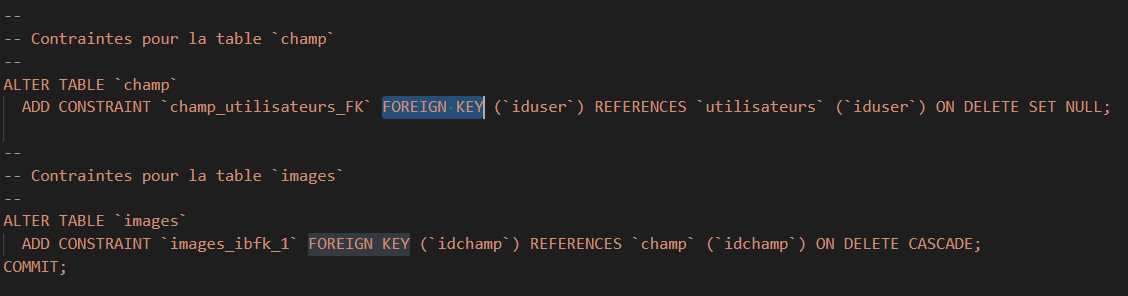 --
-- Contraintes pour la table `champ`
--
ALTER TABLE `champ`
  ADD CONSTRAINT `champ_utilisateurs_FK` FOREIGN KEY (`iduser`) REFERENCES `utilisateurs` (`iduser`) ON DELETE SET NULL;
--
-- Contraintes pour la table `images`
--
ALTER TABLE `images`
  ADD CONSTRAINT `images_ibfk_1` FOREIGN KEY (`idchamp`) REFERENCES `champ` (`idchamp`) ON DELETE CASCADE;
COMMIT;